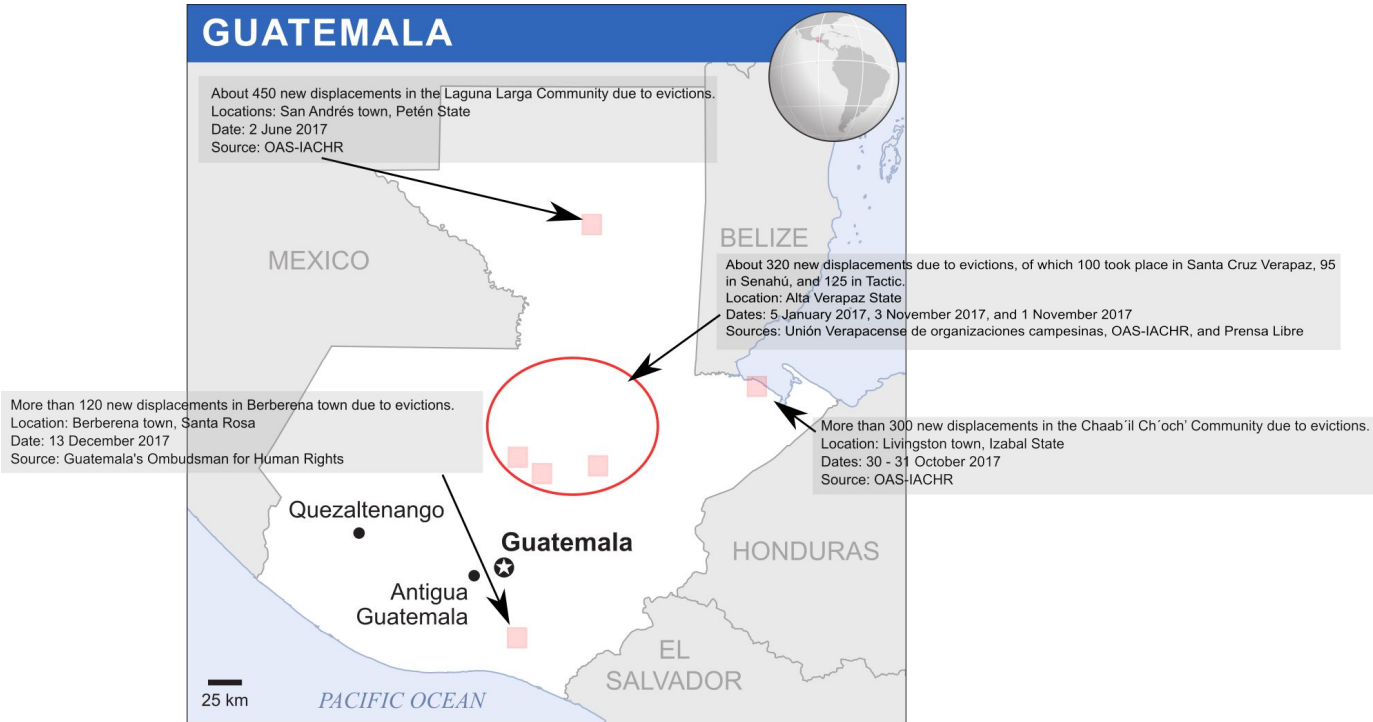 GUATEMALA
About 450 new displacements in the Laguna Larga Community due to evictions.
Locations: San Andrés town, Petén State
Date: 2 June 2017
Source: OAS-IACHR
MEXICO
BELIZE
About 320 new displacements due to evictions, of which 100 took place in Santa Cruz Verapaz, 95
in Senahú, and 125 in Tactic.
Location: Alta Verapaz State
Dates: 5 January 2017, 3 November 2017, and 1 November 2017
Sources: Unión Verapacense de organizaciones campesinas, OAS-IACHR, and Prensa Libre
More than 120 new displacements in Berberena town due to evictions.
Location: Berberena town, Santa Rosa
Date: 13 December 2017
Source: Guatemala's Ombudsman for Human Rights
More than 300 new displacements in the Chaab´il Ch´och’ Community due to evictions.
Location: Livingston town, Izabal State
Dates: 30 - 31 October 2017
Source: OAS-IACHR
Quezaltenango
Guatemala
Antigua
Guatemala
HONDURAS
EL
SALVADOR
25 km
PACIFIC OCEAN